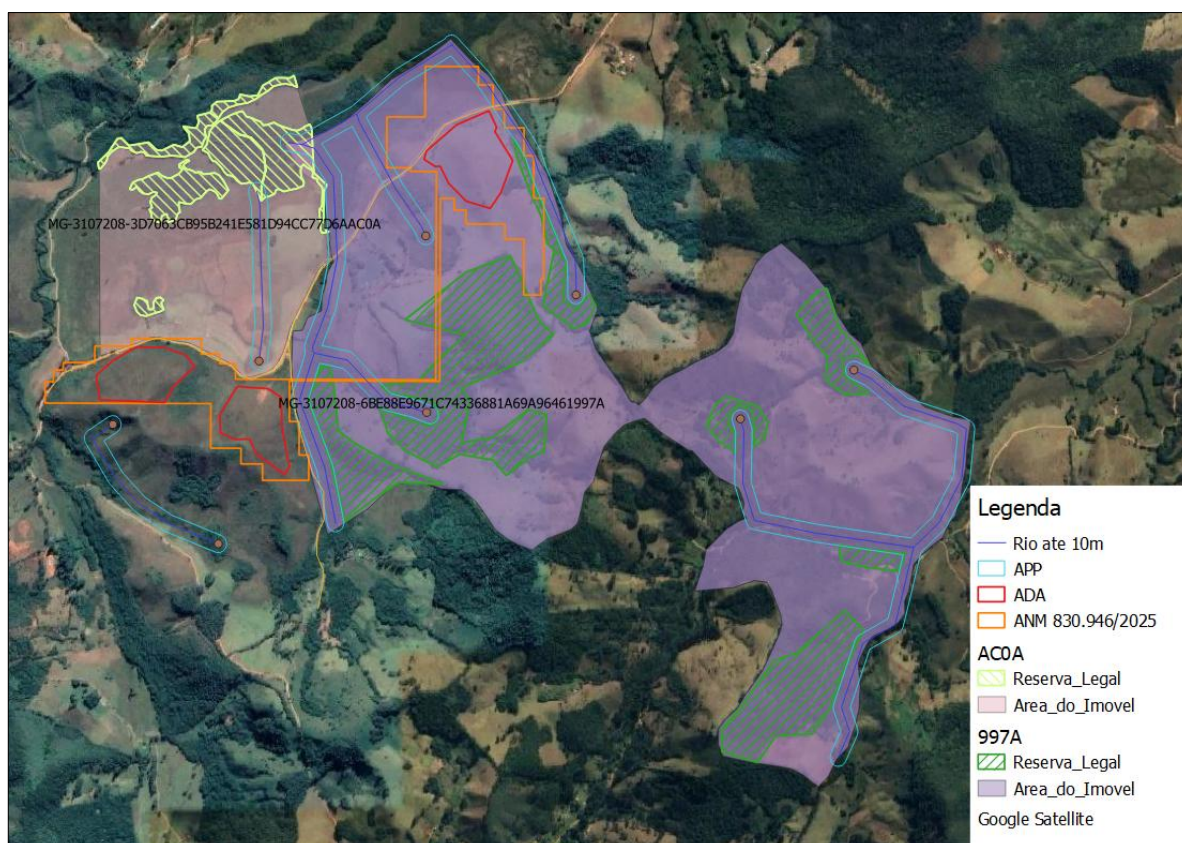 MG-3107208-3D7063CB95B241E581D94CC77D6AAC0A
MG-3107208-6BE88E9671C74336881A69A96461997A
Legenda
Rio ate 10m
APP
ADA
ANM 830.946/2025
AC0A
Reserva_Legal
Area_do_Imovel
997A
Reserva_Legal
Area_do_Imovel
Google Satellite